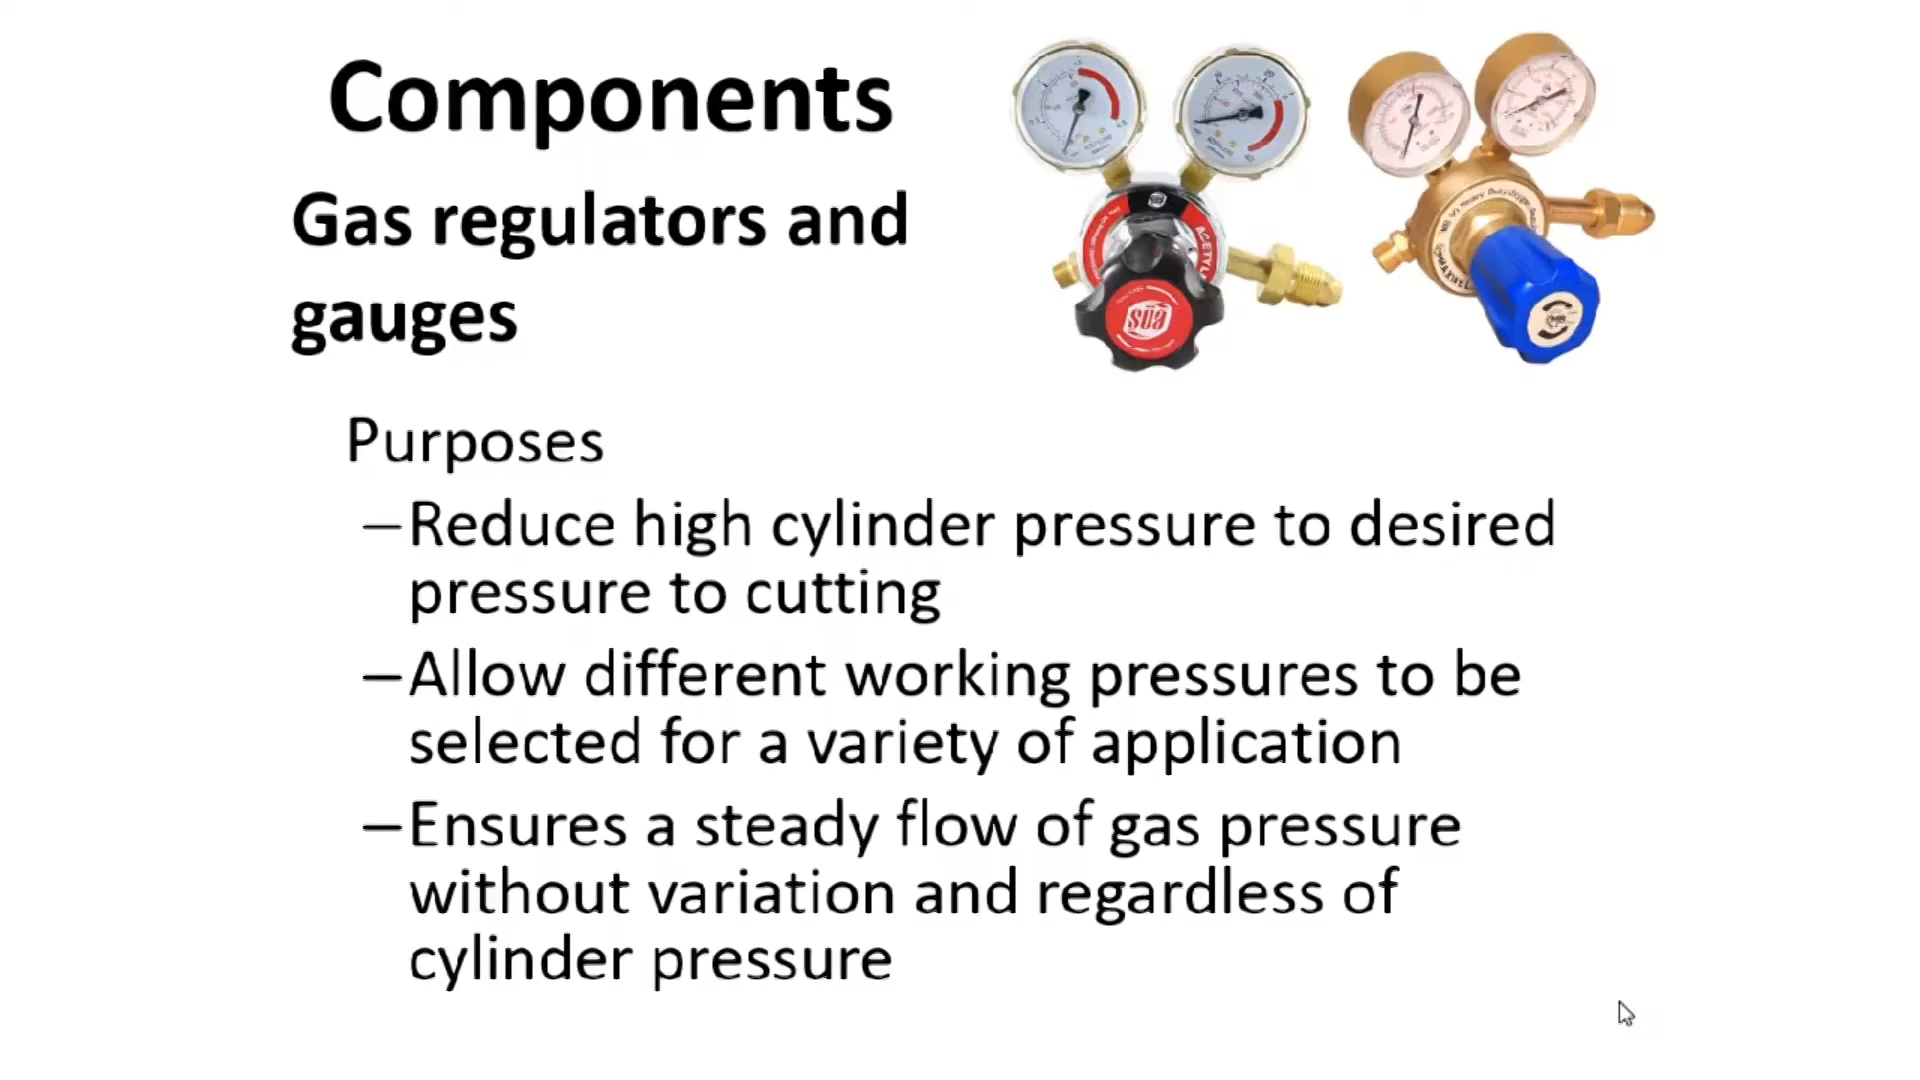 Components
Gas regulators and
gauges
Purposes
–Reduce high cylinder pressure to desired
pressure to cutting
–Allow different working pressures to be
selected for a variety of application
–Ensures a steady flow of gas pressure
without variation and regardless of
cylinder pressure